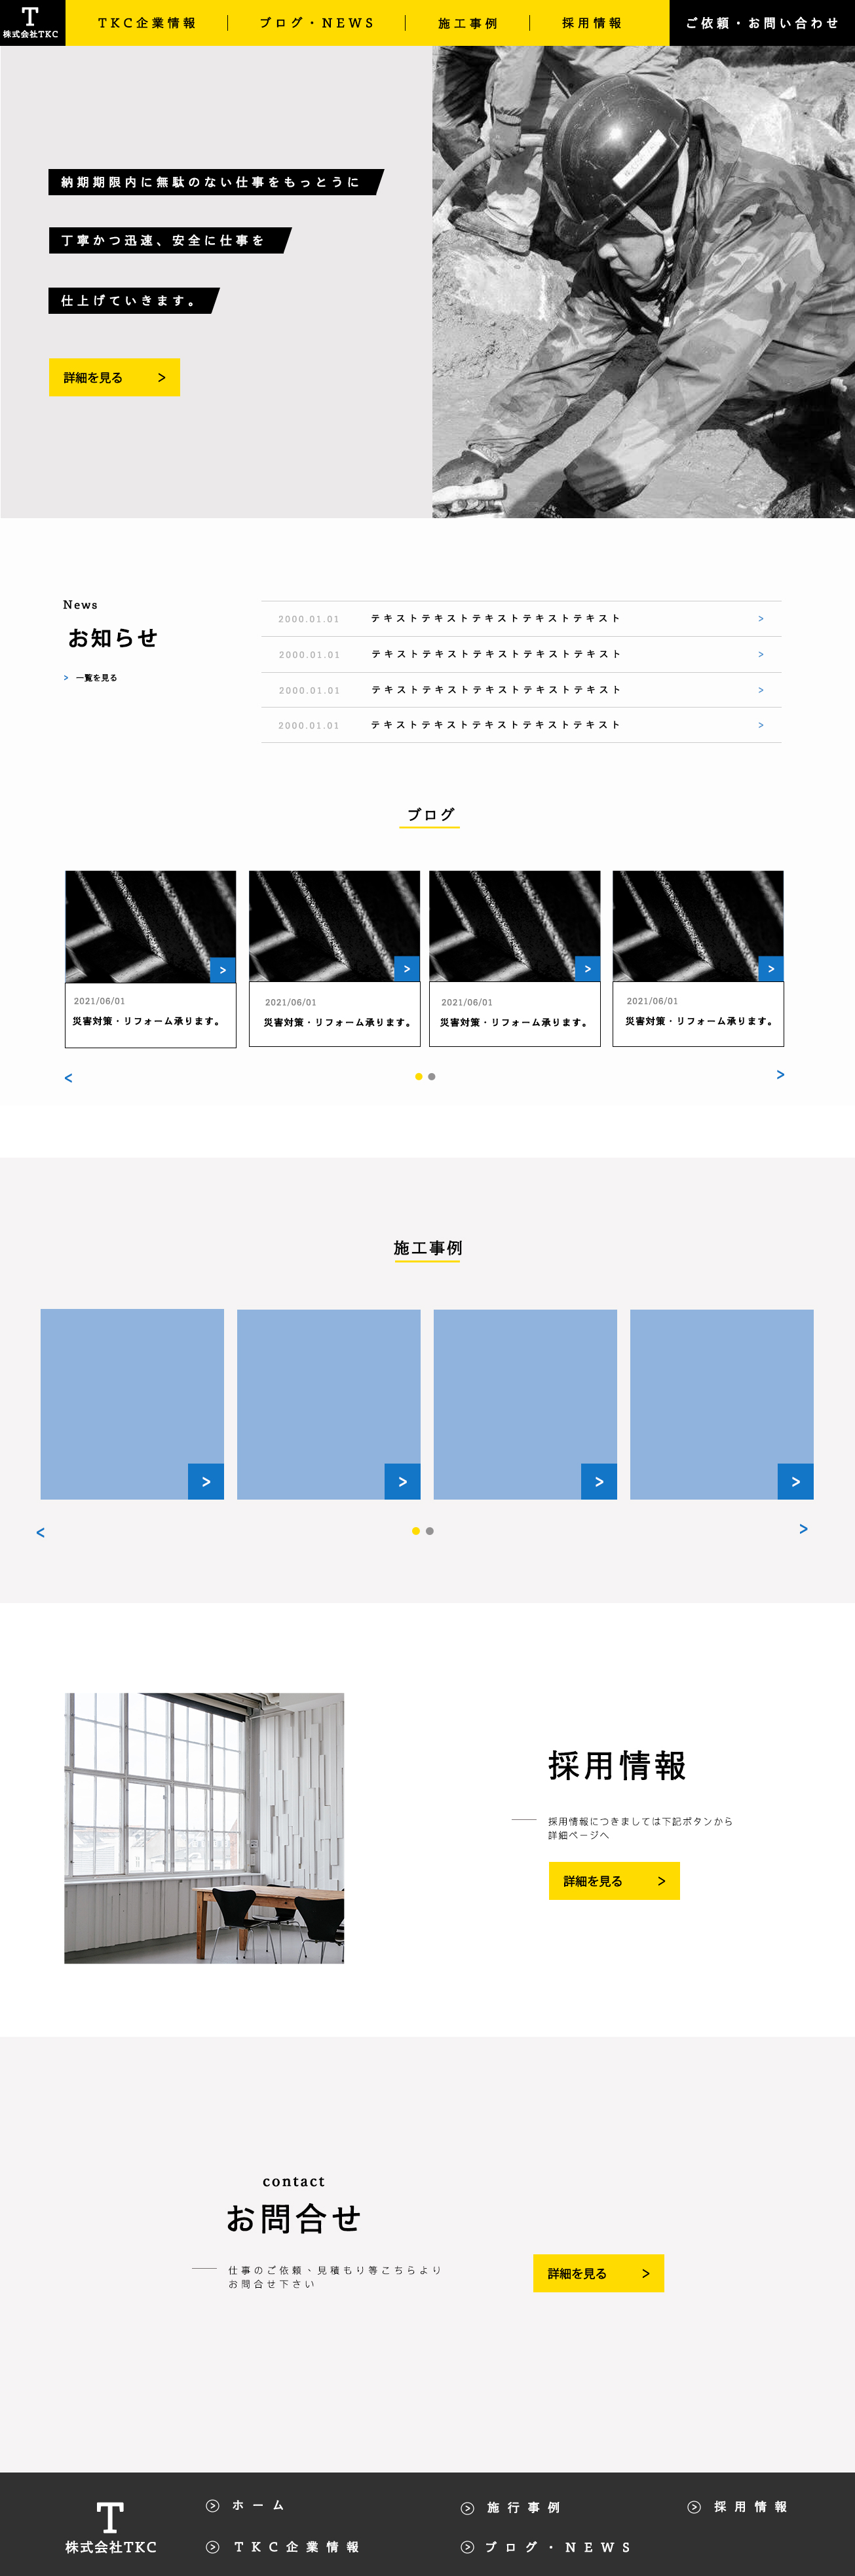 T
株式会社TKC
TKC企業情報
ブログ・NEWS
施工事例
採用情報
ご依頼・お問い合わせ
納期期限内に無駄のない仕事をもっとうに
丁寧かつ迅速、安全に仕事を
仕上げていきます。
詳細を見る >
News
お知らせ
> 一覧を見る
2000.01.01 テキストテキストテキストテキストテキスト >
2000.01.01 テキストテキストテキストテキストテキスト >
2000.01.01 テキストテキストテキストテキストテキスト >
2000.01.01 テキストテキストテキストテキストテキスト >
ブログ
>
2021/06/01
災害対策・リフォーム承ります。
>
2021/06/01
災害対策・リフォーム承ります。
>
2021/06/01
災害対策・リフォーム承ります。
>
2021/06/01
災害対策・リフォーム承ります。
< >
施工事例
> > > >
< >
採用情報
採用情報につきましては下記ボタンから
詳細ページへ
詳細を見る >
contact
お問合せ
仕事のご依頼、見積もり等こちらより
お問合せ下さい
詳細を見る >
T
株式会社TKC
> ホーム
> TKC企業情報
> 施行事例
> ブログ・NEWS
> 採用情報